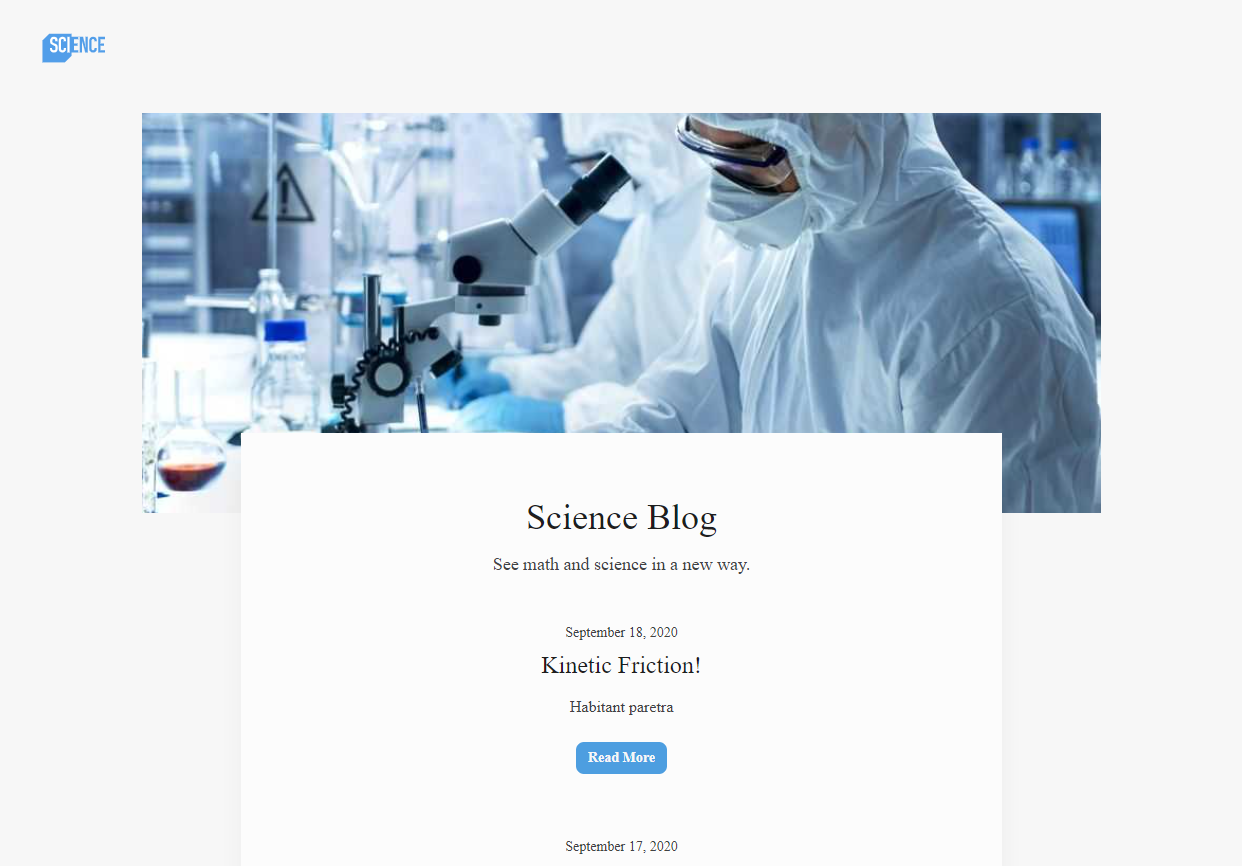 SCIENCE
Science Blog
See math and science in a new way.
September 18, 2020
Kinetic Friction!
Habitant paretra
Read More
September 17, 2020